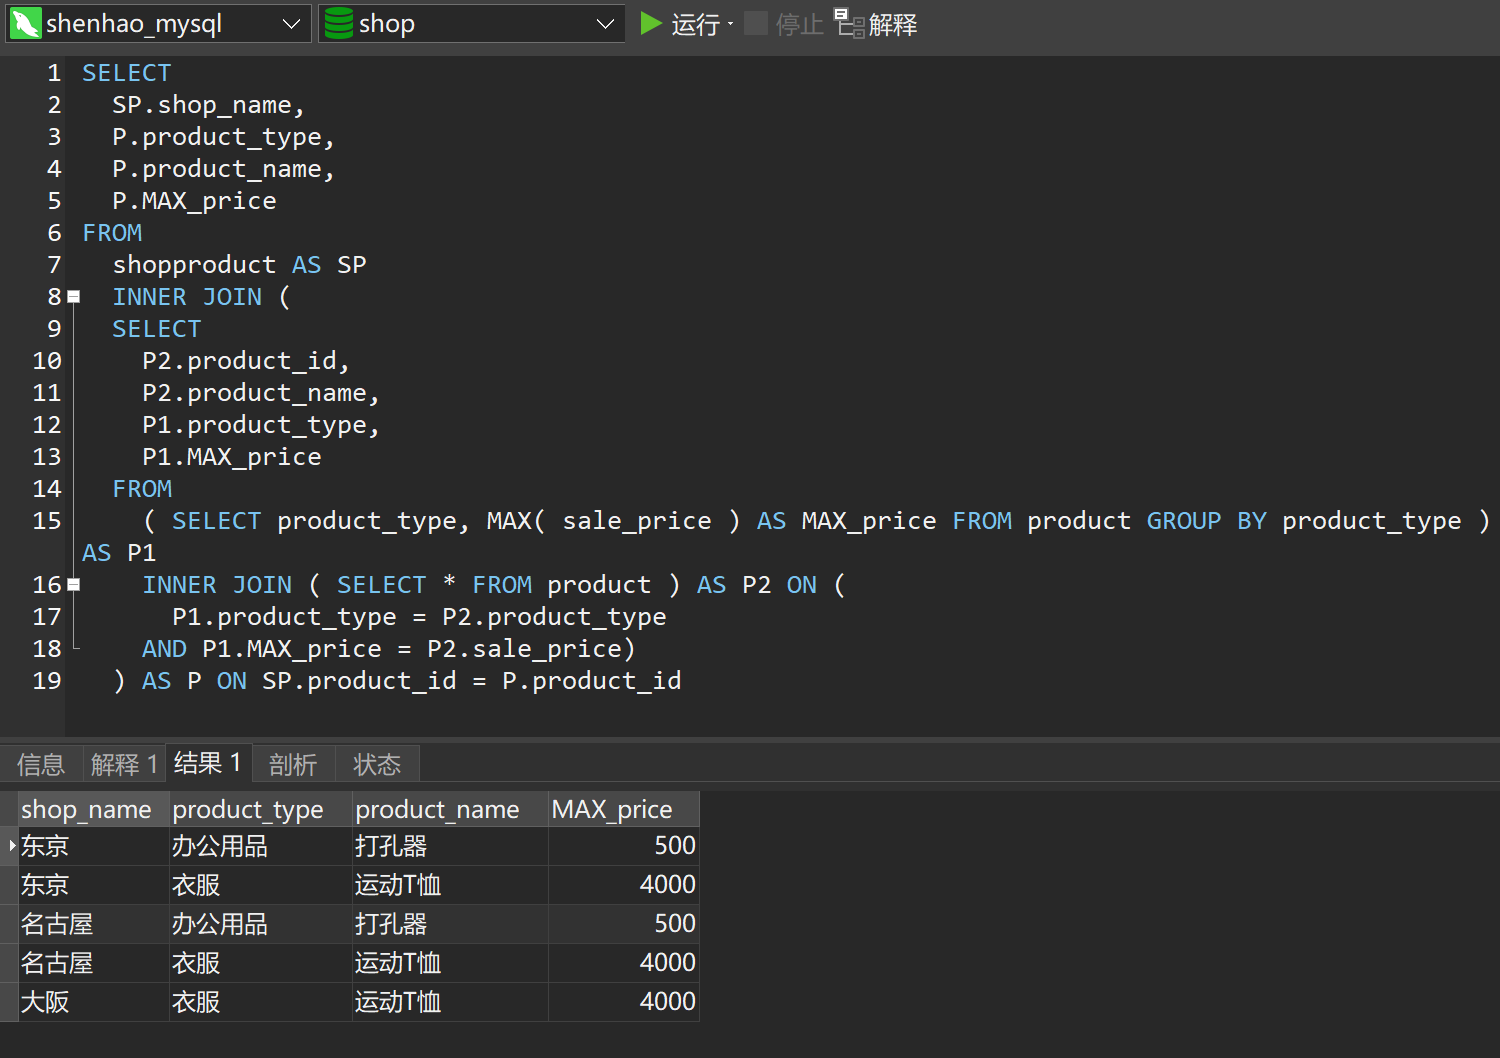 shenhao_mysql shop 运行 停止 解释
1 SELECT
2 SP.shop_name,
3 P.product_type,
4 P.product_name,
5 P.MAX_price
6 FROM
7 shopproduct AS SP
8 INNER JOIN (
9 SELECT
10 P2.product_id,
11 P2.product_name,
12 P1.product_type,
13 P1.MAX_price
14 FROM
15 ( SELECT product_type, MAX( sale_price ) AS MAX_price FROM product GROUP BY product_type )
AS P1
16 INNER JOIN ( SELECT * FROM product ) AS P2 ON (
17 P1.product_type = P2.product_type
18 AND P1.MAX_price = P2.sale_price)
19 ) AS P ON SP.product_id = P.product_id
信息 解释 1 结果 1 剖析 状态
shop_name product_type product_name MAX_price
东京 办公用品 打孔器 500
东京 衣服 运动T恤 4000
名古屋 办公用品 打孔器 500
名古屋 衣服 运动T恤 4000
大阪 衣服 运动T恤 4000